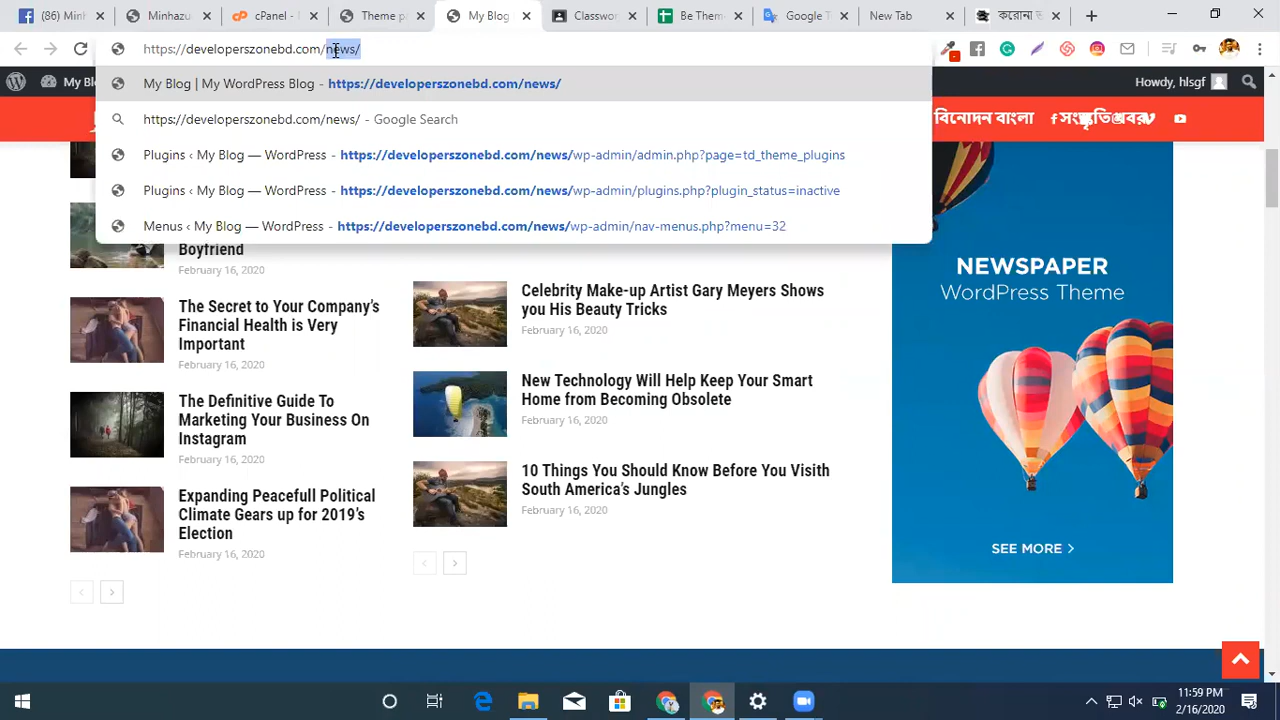 Minhaz
cPanel- l
Theme p
My Blog
Classwor
Be Theme
Google Tra
New Tab
করোনা ভ
https://developerszonebd.com/news/
My Bl
Howdy, hlsgf
My Blog | My WordPress Blog - https://developerszonebd.com/news/
https://developerszonebd.com/news/ - Google Search
Plugins ‹ My Blog — WordPress - https://developerszonebd.com/news/wp-admin/admin.php?page=td_theme_plugins
Plugins ‹ My Blog — WordPress - https://developerszonebd.com/news/wp-admin/plugins.php?plugin_status=inactive
Menus ‹ My Blog — WordPress - https://developerszonebd.com/news/wp-admin/nav-menus.php?menu=32
বিনোদন বাংলা
Boyfriend
February 16, 2020
The Secret to Your Company's
Financial Health is Very
Important
February 16, 2020
The Definitive Guide To
Marketing Your Business On
Instagram
February 16, 2020
Expanding Peacefull Political
Climate Gears up for 2019's
Election
February 16, 2020
Celebrity Make-up Artist Gary Meyers Shows
you His Beauty Tricks
February 16, 2020
New Technology Will Help Keep Your Smart
Home from Becoming Obsolete
February 16, 2020
10 Things You Should Know Before You Visith
South America's Jungles
February 16, 2020
NEWSPAPER
WordPress Theme
SEE MORE
11:59 PM
2/16/2020